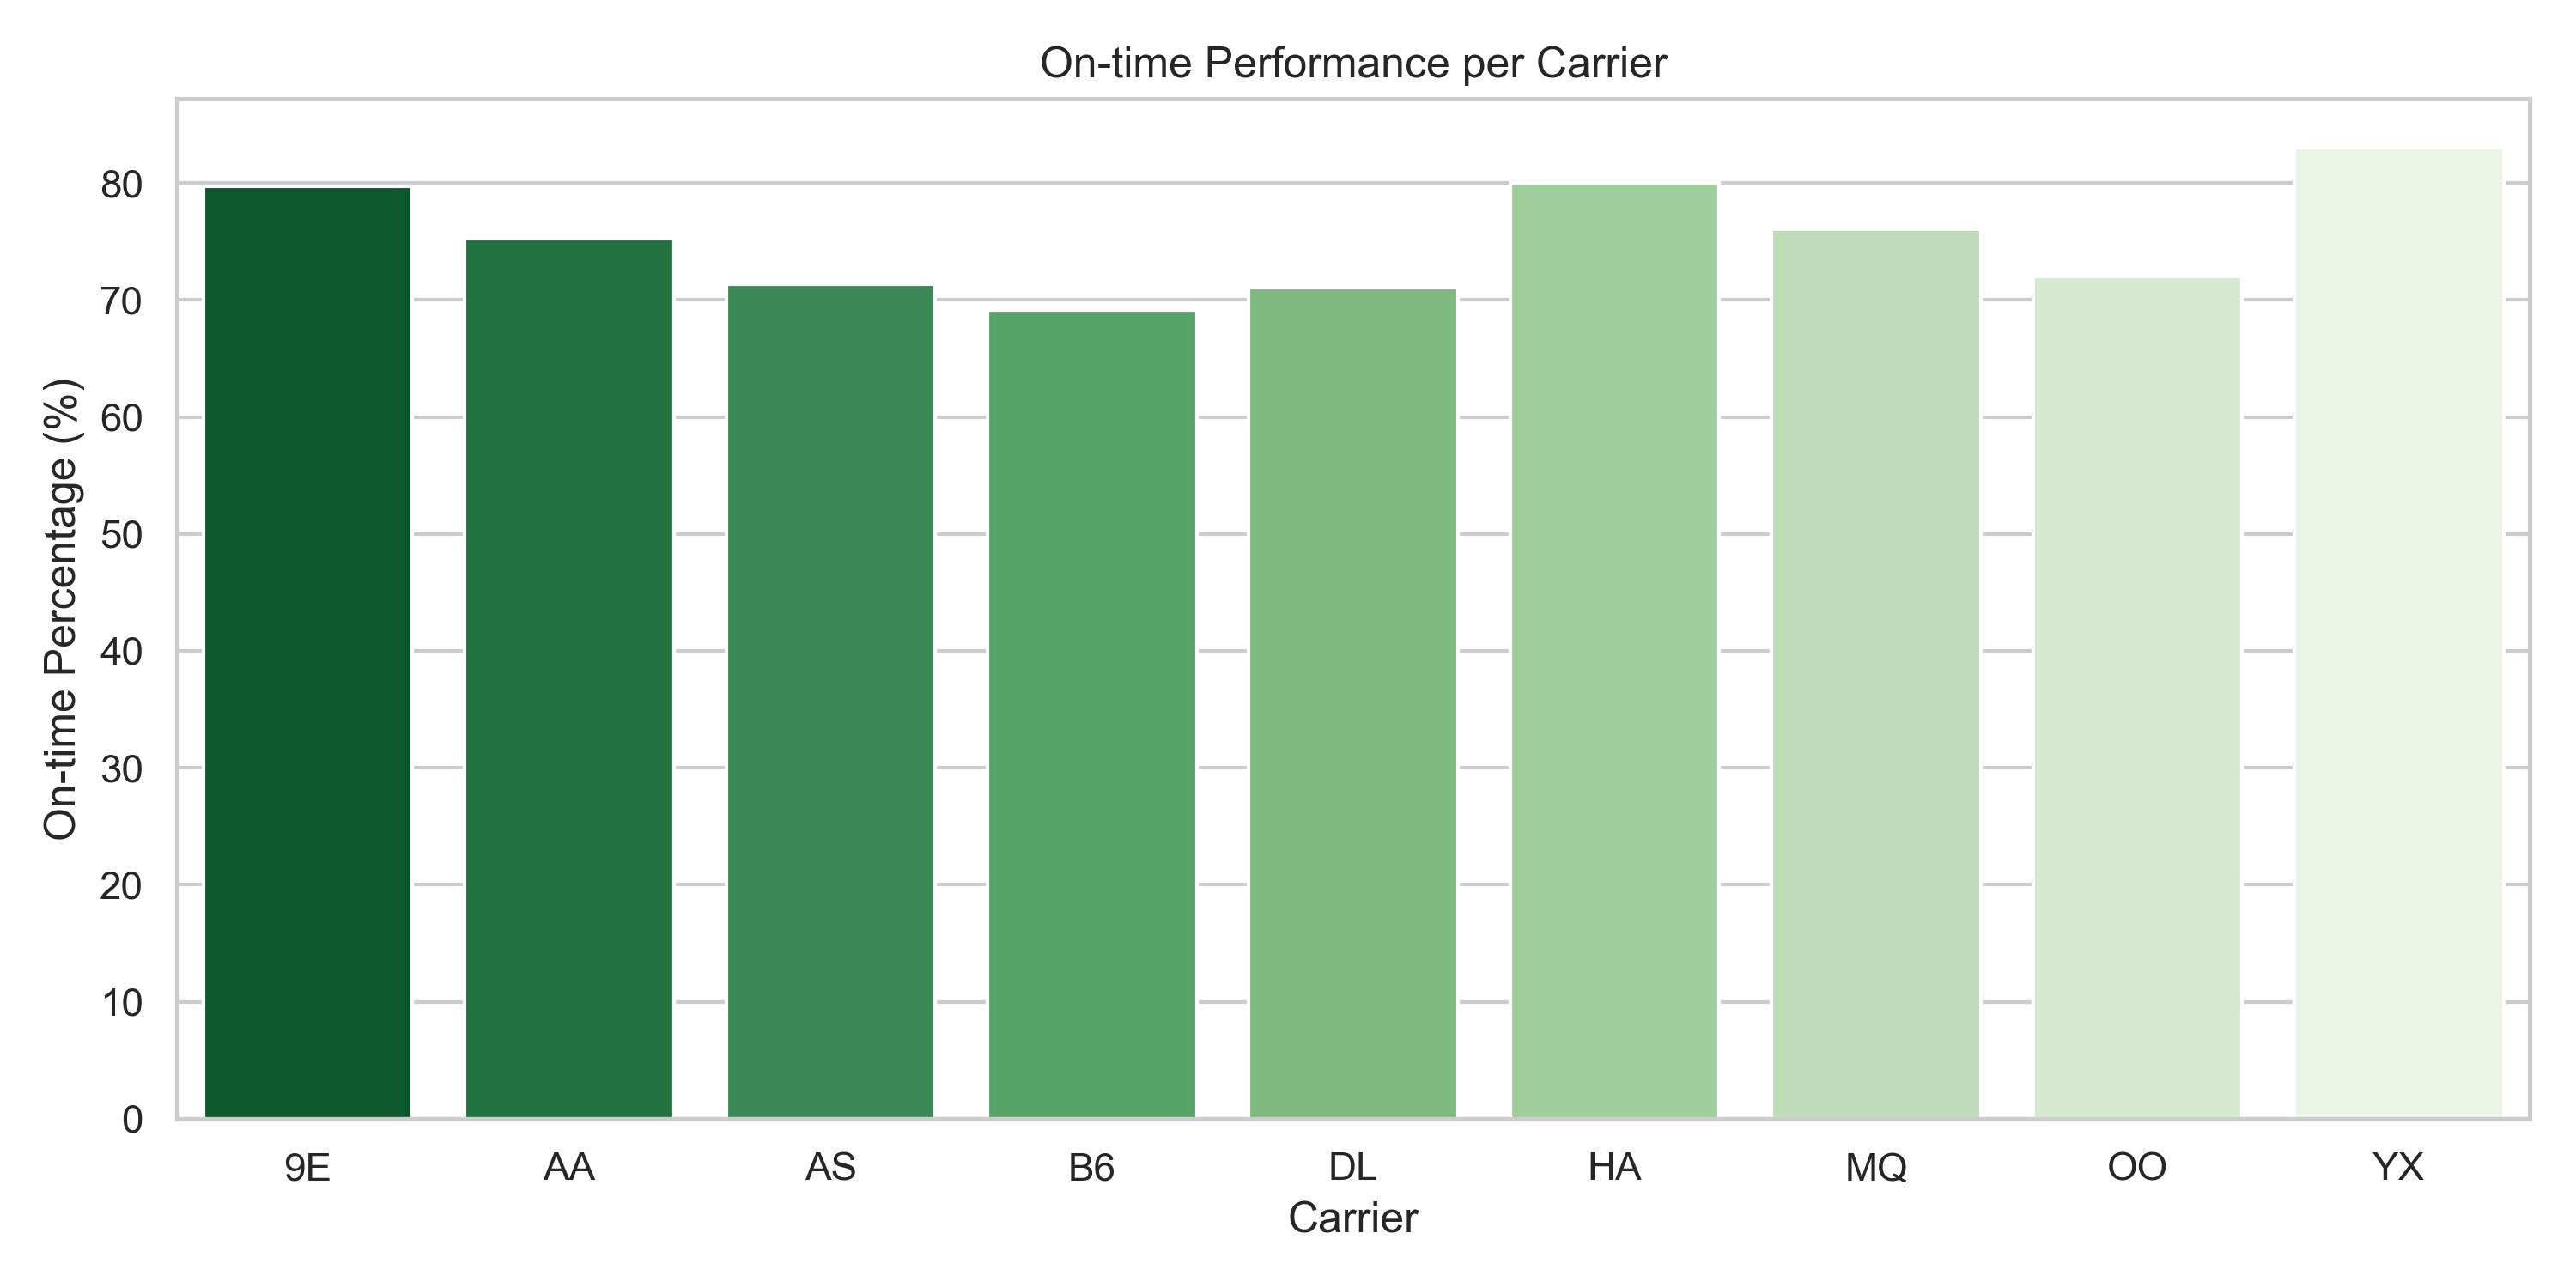 On-time Performance per Carrier
On-time Percentage (%)
80
70
60
50
40
30
20
10
0
9E AA AS B6 DL HA MQ OO YX
Carrier